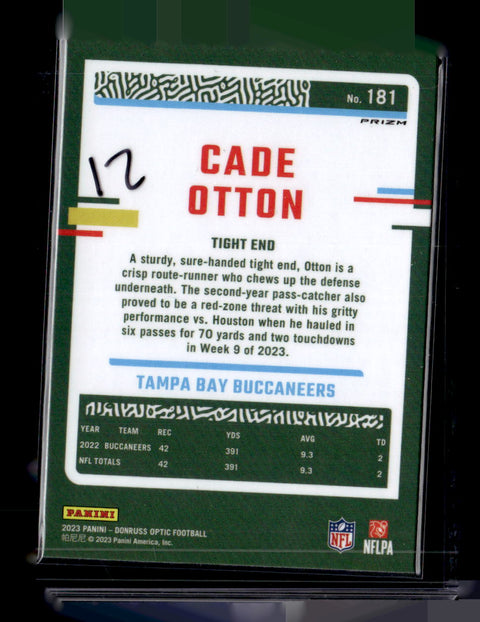 No. 181
PRIZM
12
CADE
OTTON
TIGHT END
A sturdy, sure-handed tight end, Otton is a
crisp route-runner who chews up the defense
underneath. The second-year pass-catcher also
proved to be a red-zone threat with his gritty
performance vs. Houston when he hauled in
six passes for 70 yards and two touchdowns
in Week 9 of 2023.
TAMPA BAY BUCCANEERS
YEAR TEAM REC YDS AVG TD
2022 BUCCANEERS 42 391 9.3 2
NFL TOTALS 42 391 9.3 2
PANINI
2023 PANINI – DONRUSS OPTIC FOOTBALL
帕尼尼 © 2023 Panini America, Inc.
NFL
NFLPA